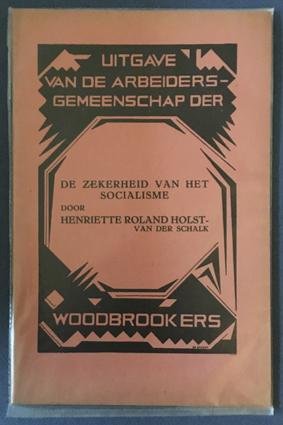 UITGAVE
VAN DE ARBEIDERS-
GEMEENSCHAP DER
DE ZEKERHEID VAN HET
SOCIALISME
DOOR
HENRIETTE ROLAND HOLST-
VAN DER SCHALK
WOODBROOKERS